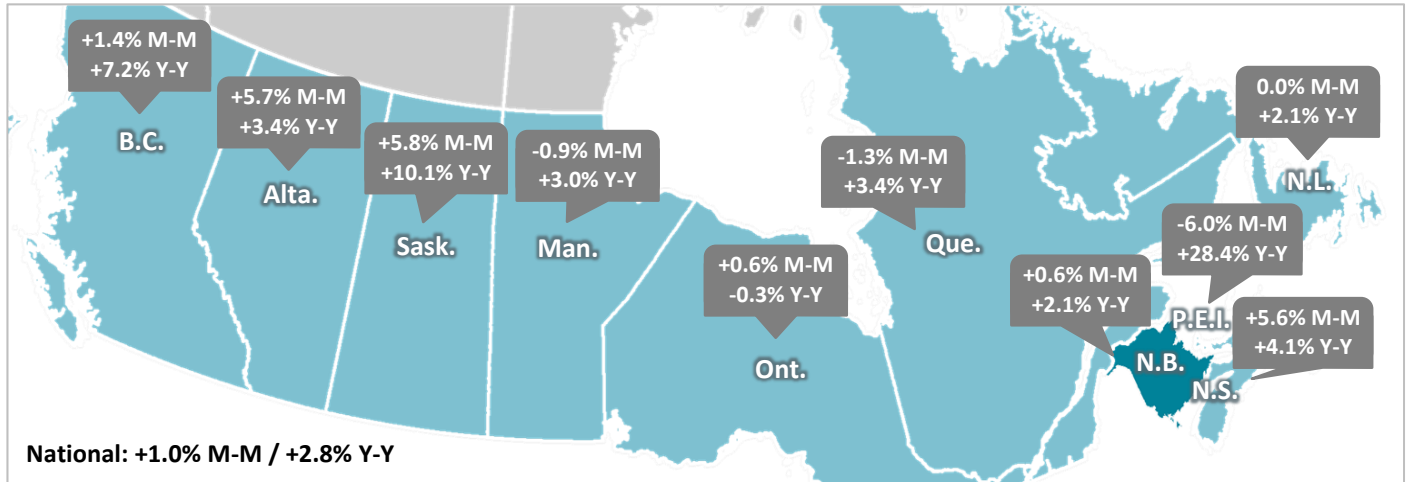 +1.4% M-M
+7.2% Y-Y
B.C.
+5.7% M-M
+3.4% Y-Y
Alta.
+5.8% M-M
+10.1% Y-Y
Sask.
-0.9% M-M
+3.0% Y-Y
Man.
+0.6% M-M
-0.3% Y-Y
Ont.
-1.3% M-M
+3.4% Y-Y
Que.
0.0% M-M
+2.1% Y-Y
N.L.
-6.0% M-M
+28.4% Y-Y
P.E.I.
+0.6% M-M
+2.1% Y-Y
N.B.
+5.6% M-M
+4.1% Y-Y
N.S.
National: +1.0% M-M / +2.8% Y-Y